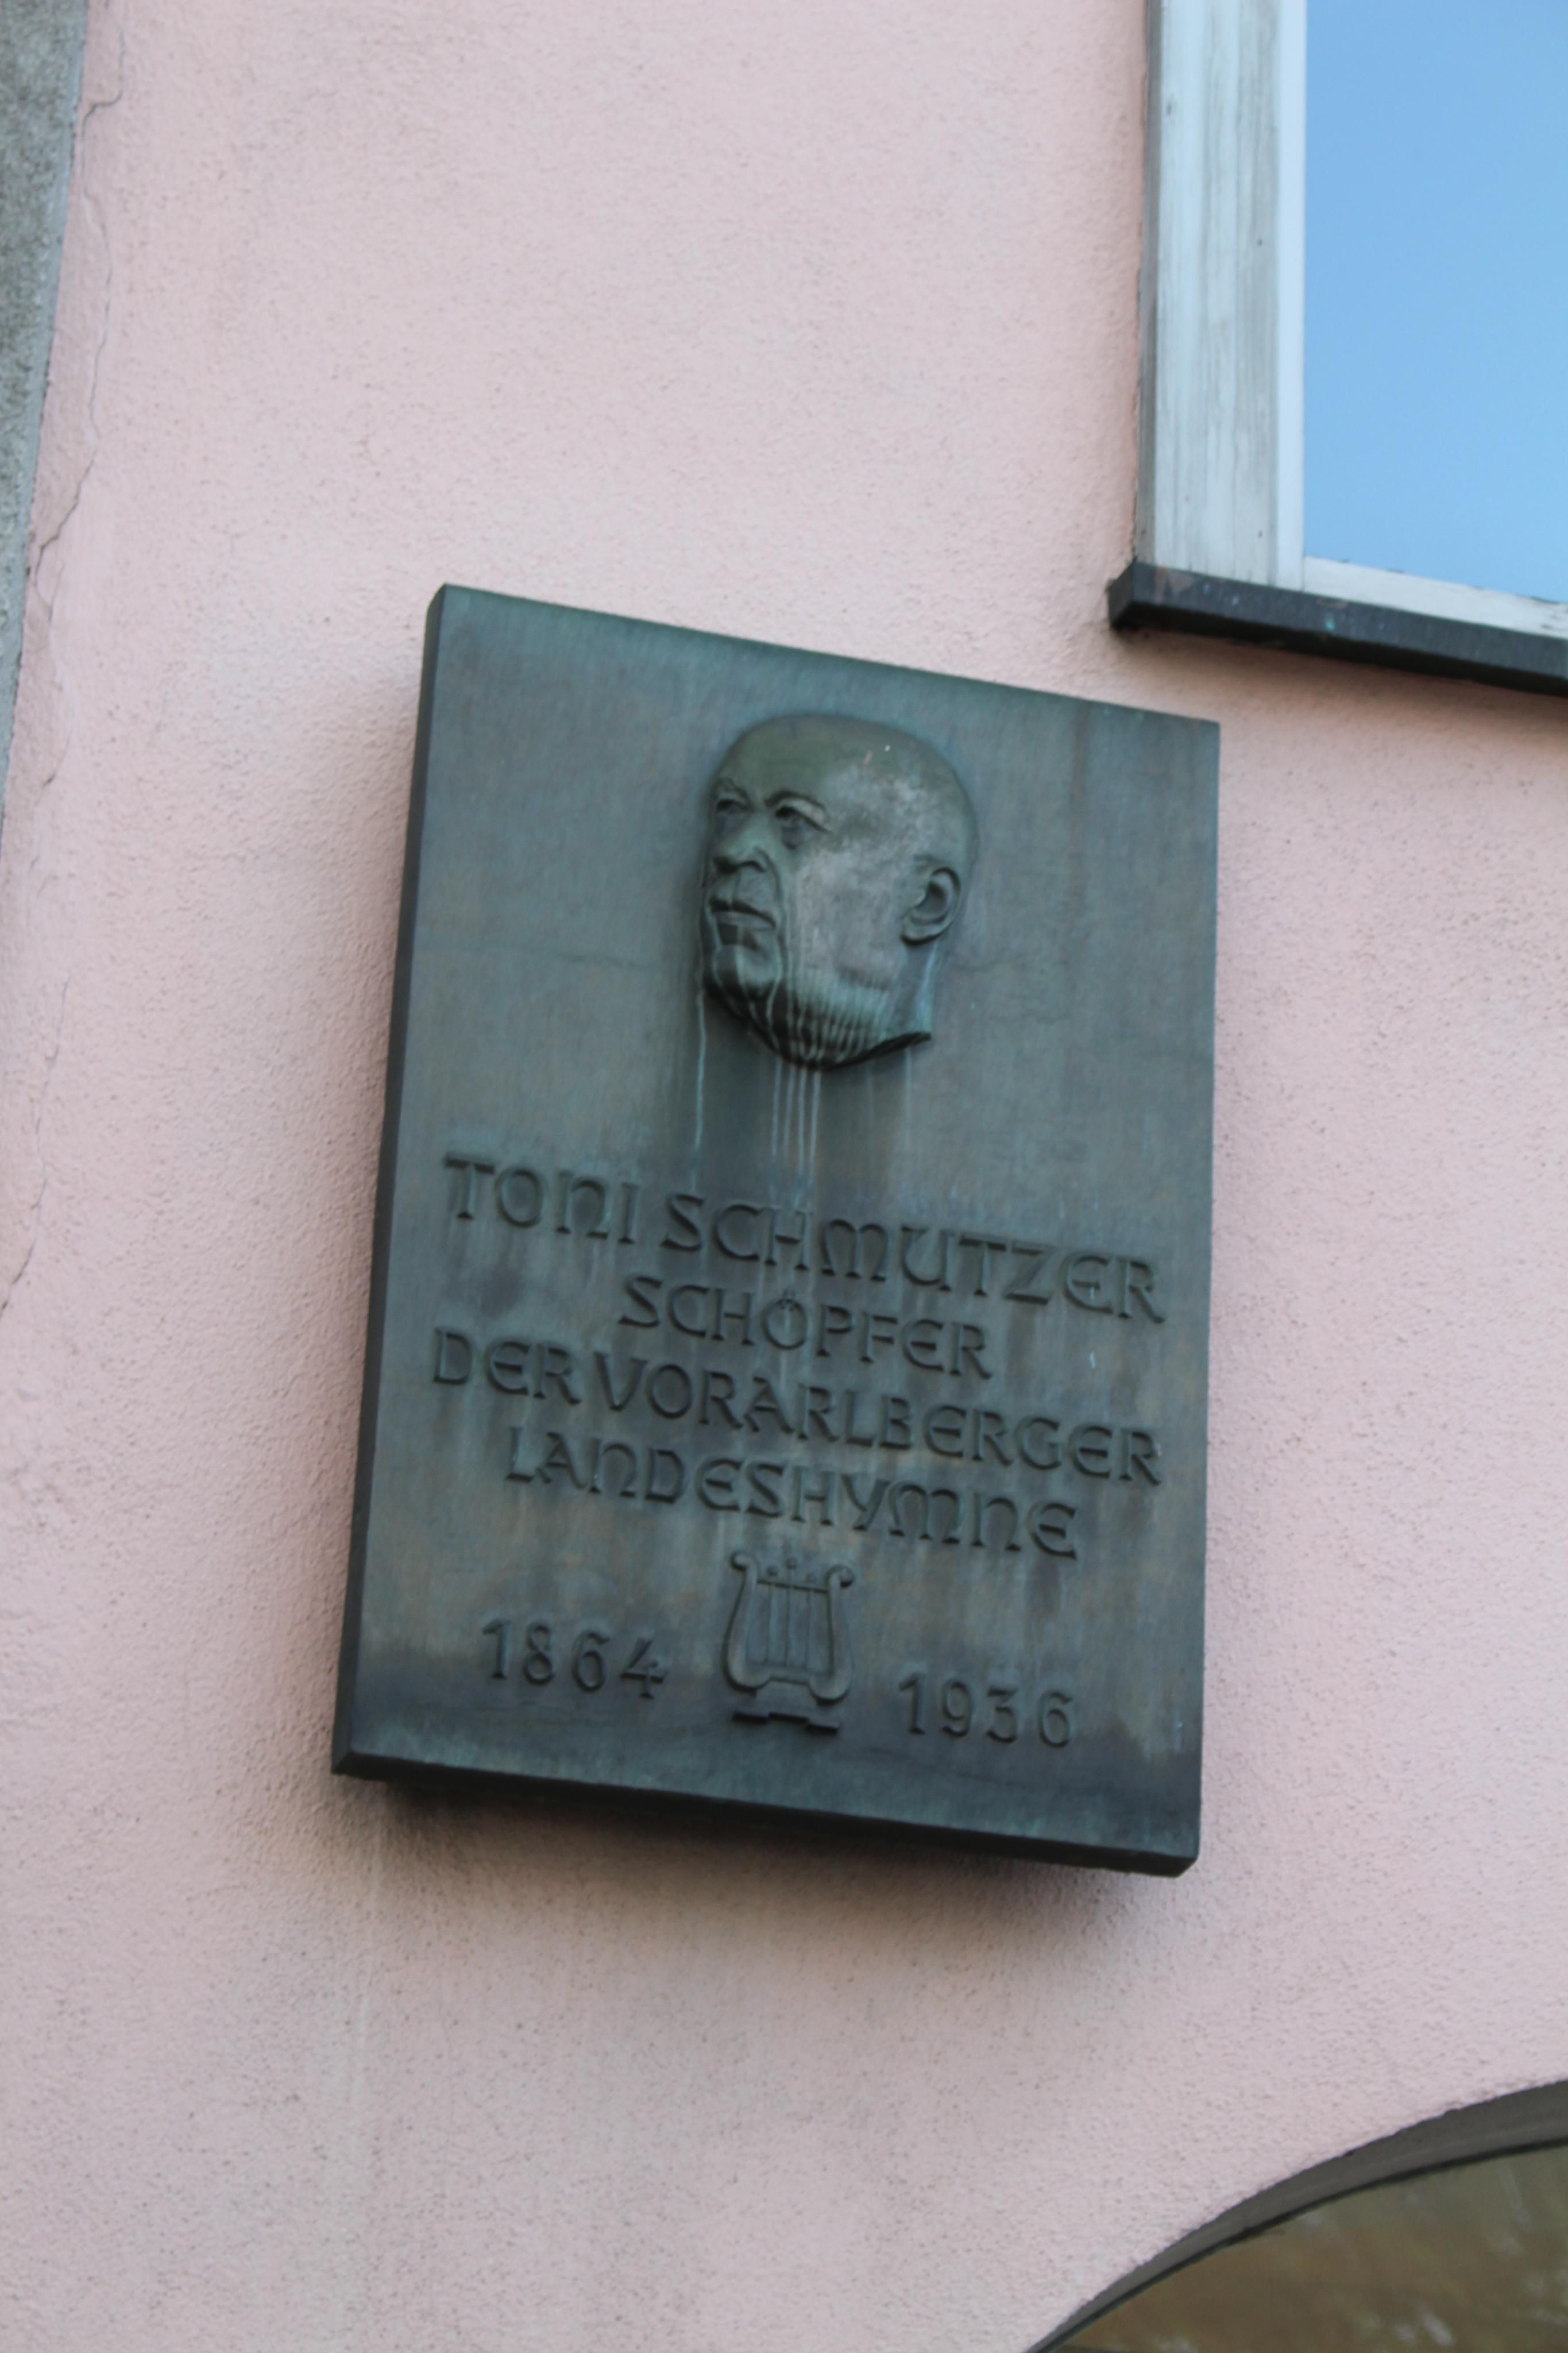 TONI SCHMUTZER
SCHÖPFER
DER VORARLBERGER
LANDESHYMNE
1864 1936